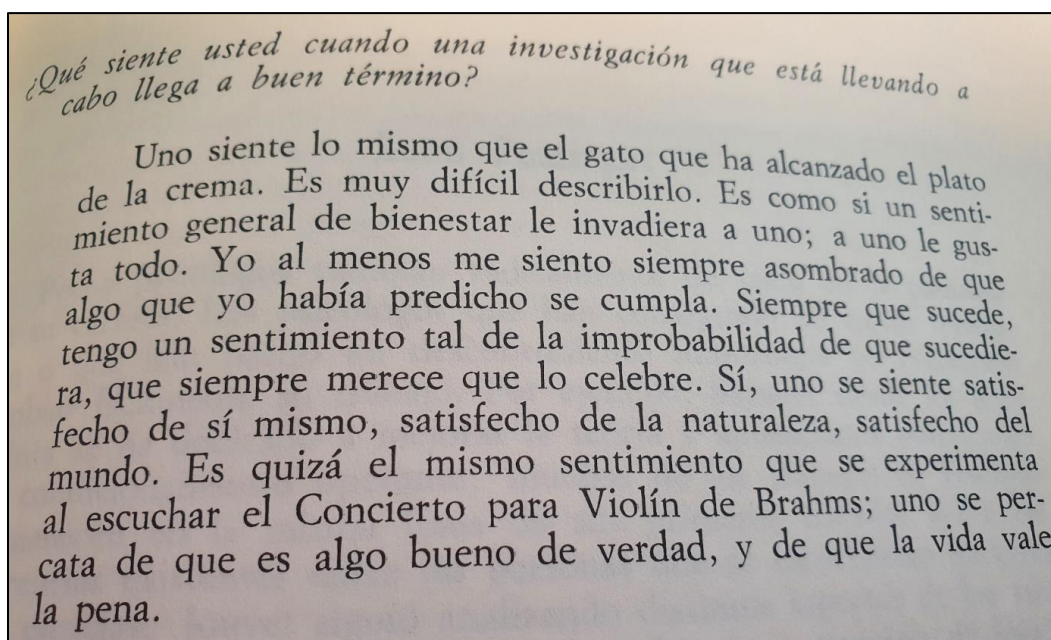 ¿Qué siente usted cuando una investigación que está llevando a
cabo llega a buen término?
Uno siente lo mismo que el gato que ha alcanzado el plato
de la crema. Es muy difícil describirlo. Es como si un senti-
miento general de bienestar le invadiera a uno; a uno le gus-
ta todo. Yo al menos me siento siempre asombrado de que
algo que yo había predicho se cumpla. Siempre que sucede,
tengo un sentimiento tal de la improbabilidad de que sucedie-
ra, que siempre merece que lo celebre. Sí, uno se siente satis-
fecho de sí mismo, satisfecho de la naturaleza, satisfecho del
mundo. Es quizá el mismo sentimiento que se experimenta
al escuchar el Concierto para Violín de Brahms; uno se per-
cata de que es algo bueno de verdad, y de que la vida vale
la pena.